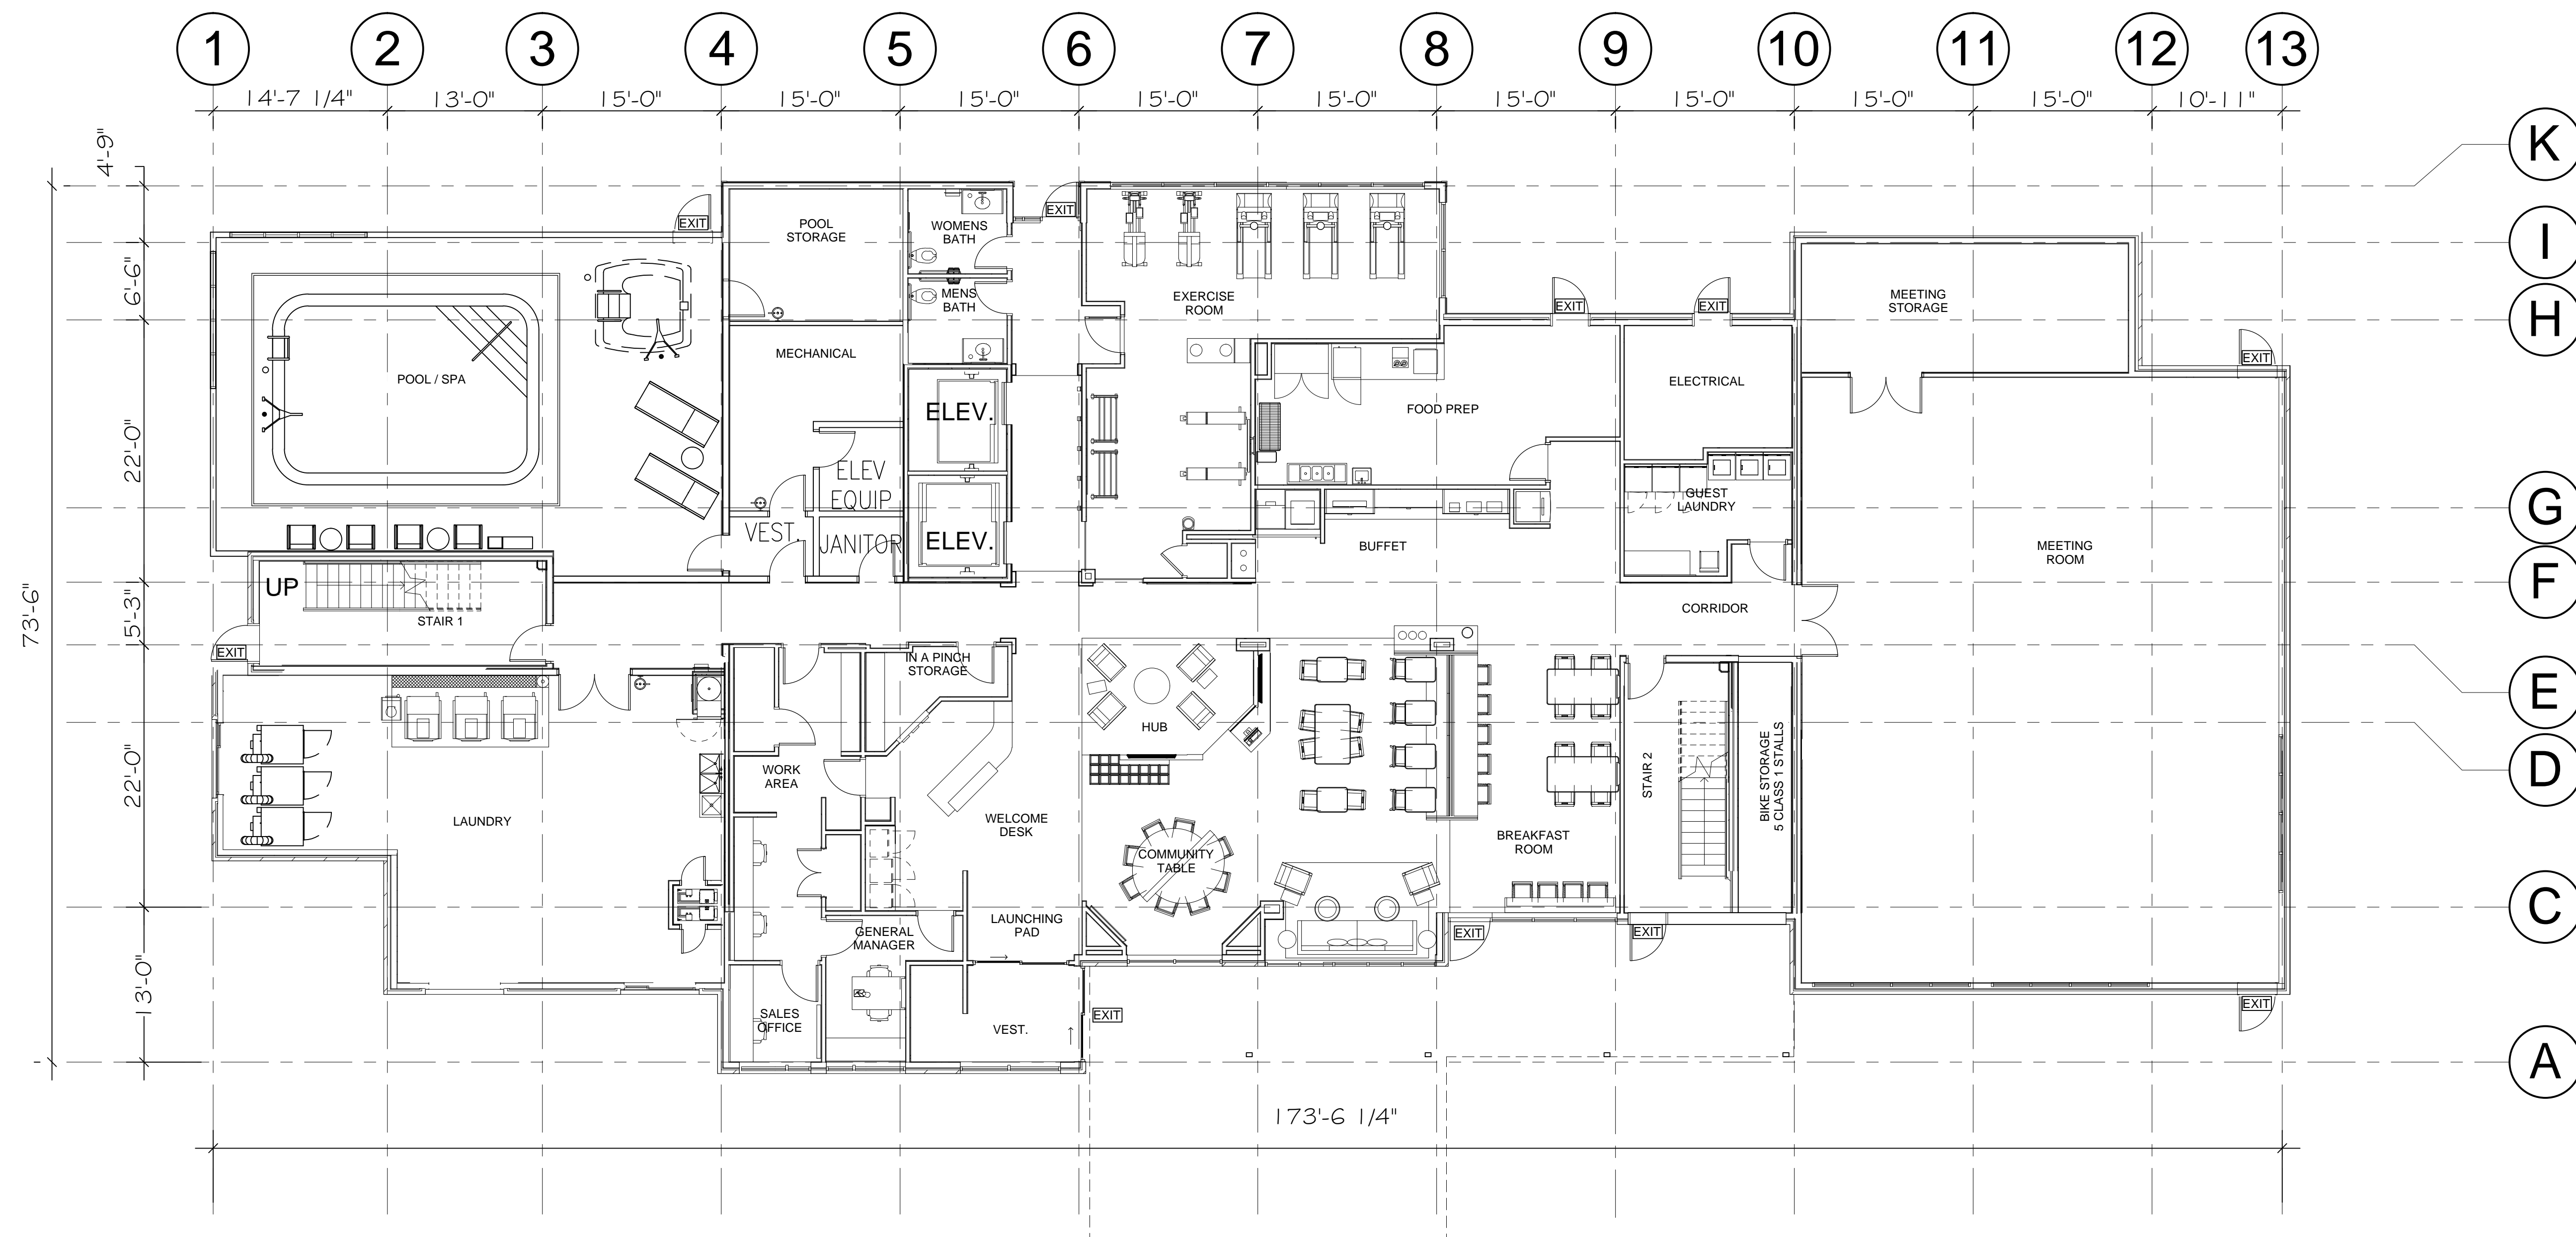 1 2 3 4 5 6 7 8 9 10 11 12 13
14'-7 1/4" 13'-0" 15'-0" 15'-0" 15'-0" 15'-0" 15'-0" 15'-0" 15'-0" 15'-0" 15'-0" 10'-11"
K
I
H
G
F
E
D
C
A
4'-9"
6'-6"
22'-0"
5'-3"
22'-0"
13'-0"
73'-6"
173'-6 1/4"
EXIT
EXIT
POOL
STORAGE
WOMENS
BATH
MENS
BATH
EXERCISE
ROOM
EXIT
EXIT
MEETING
STORAGE
EXIT
POOL / SPA
MECHANICAL
ELEV.
FOOD PREP
ELECTRICAL
ELEV
EQUIP
GUEST
LAUNDRY
VEST.
JANITOR
ELEV.
BUFFET
MEETING
ROOM
UP
STAIR 1
CORRIDOR
EXIT
IN A PINCH
STORAGE
HUB
WORK
AREA
STAIR 2
BIKE STORAGE
5 CLASS 1 STALLS
LAUNDRY
WELCOME
DESK
COMMUNITY
TABLE
BREAKFAST
ROOM
LAUNCHING
PAD
GENERAL
MANAGER
EXIT
EXIT
SALES
OFFICE
VEST.
EXIT
EXIT